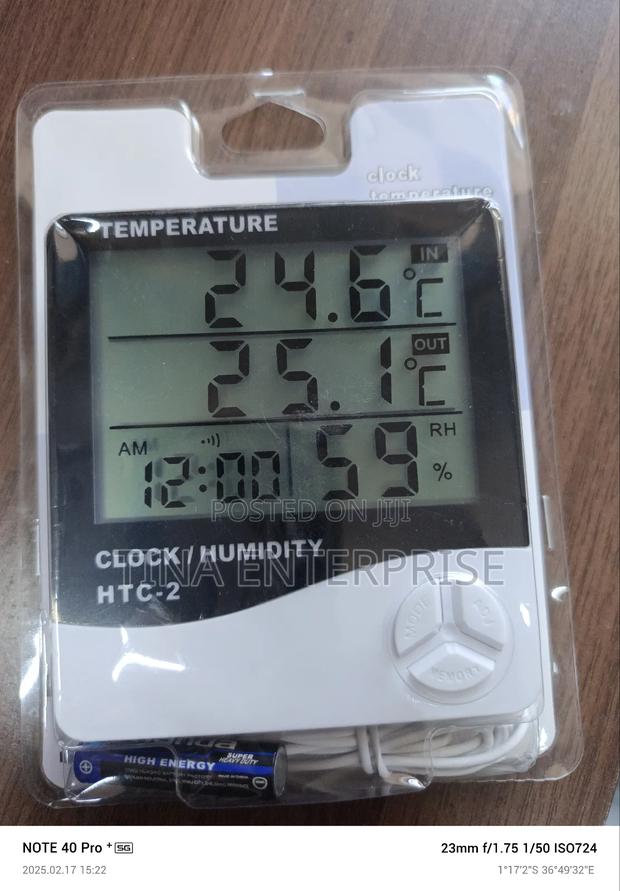 clock
temperature
TEMPERATURE
IN
24.6°C
OUT
25.1°C
AM
12:00
59
RH
%
POSTED ON JIJI
CLOCK / HUMIDITY
HTC-2
MODE
ADJ
MEMORY
HIGH ENERGY
SUPER
HEAVY DUTY
NOTE 40 Pro+ 5G
23mm f/1.75 1/50 ISO724
2025.02.17 15:22
1°17'2"S 36°49'32"E